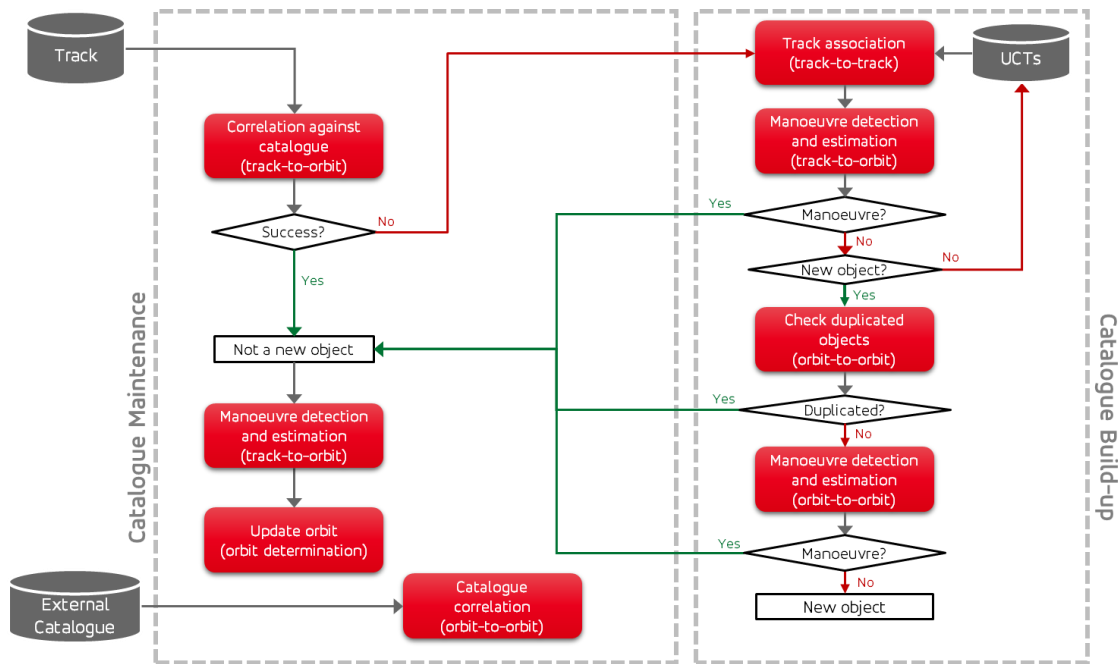 Track
Correlation against
catalogue
(track-to-orbit)
Success?
No
Yes
Not a new object
Manoeuvre detection
and estimation
(track-to-orbit)
Update orbit
(orbit determination)
External
Catalogue
Catalogue
correlation
(orbit-to-orbit)
Catalogue Maintenance
Track association
(track-to-track)
UCTs
Manoeuvre detection
and estimation
(track-to-orbit)
Yes
Manoeuvre?
No
New object?
No
Yes
Check duplicated
objects
(orbit-to-orbit)
Yes
Duplicated?
No
Manoeuvre detection
and estimation
(orbit-to-orbit)
Yes
Manoeuvre?
No
New object
Catalogue Build-up